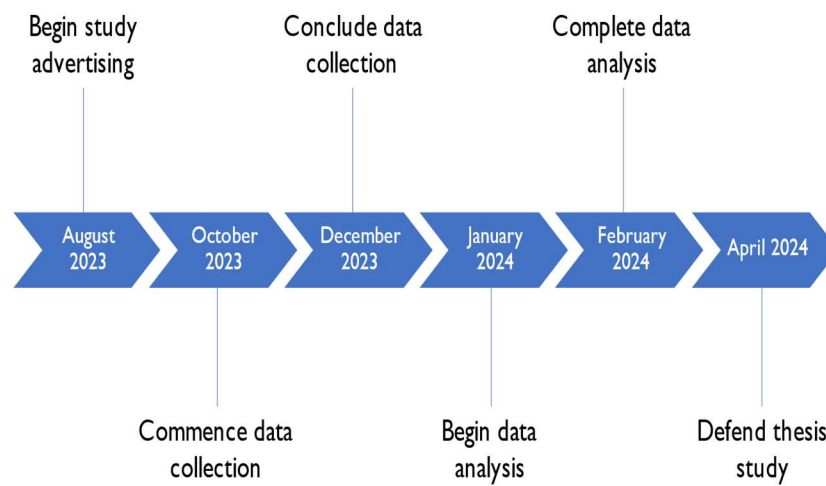 Begin study
advertising
Conclude data
collection
Complete data
analysis
August
2023
October
2023
December
2023
January
2024
February
2024
April 2024
Commence data
collection
Begin data
analysis
Defend thesis
study